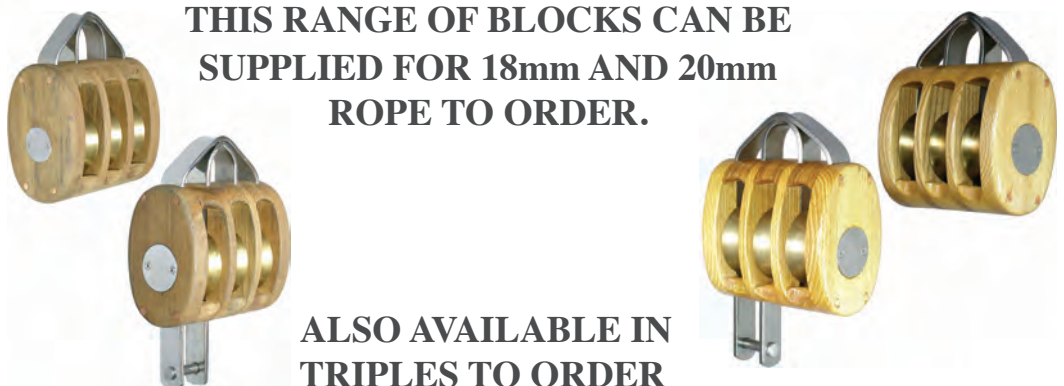 THIS RANGE OF BLOCKS CAN BE
SUPPLIED FOR 18mm AND 20mm
ROPE TO ORDER.
ALSO AVAILABLE IN
TRIPLES TO ORDER